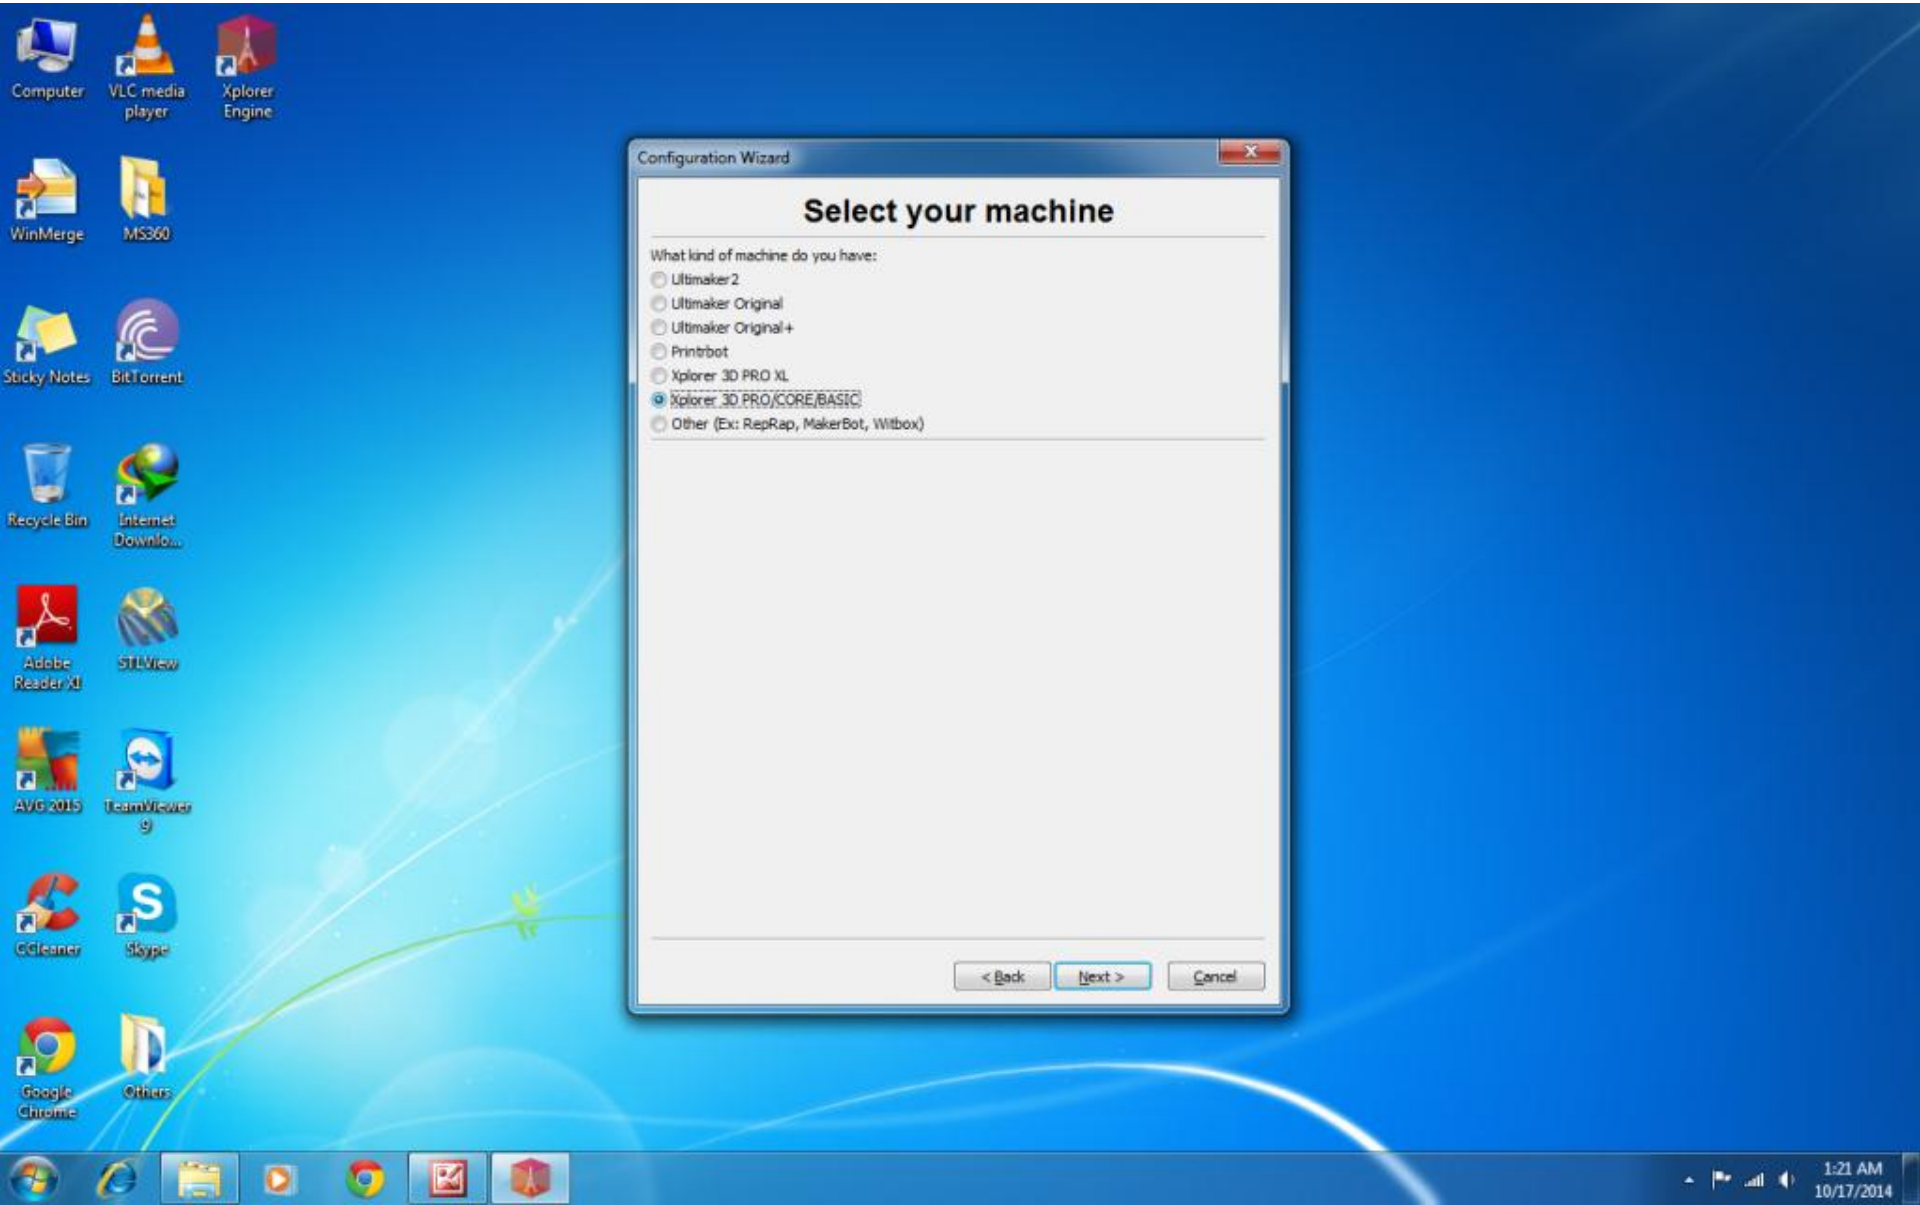 Computer
VLC media
player
Xplorer
Engine
WinMerge
MS360
Sticky Notes
BitTorrent
Recycle Bin
Internet
Downlo...
Adobe
Reader XI
STLView
AVG 2015
TeamViewer
9
CCleaner
Skype
Google
Chrome
Others
Configuration Wizard
Select your machine
What kind of machine do you have:
Ultimaker2
Ultimaker Original
Ultimaker Original+
Printrbot
Xplorer 3D PRO XL
Xplorer 3D PRO/CORE/BASIC
Other (Ex: RepRap, MakerBot, Witbox)
< Back
Next >
Cancel
1:21 AM
10/17/2014